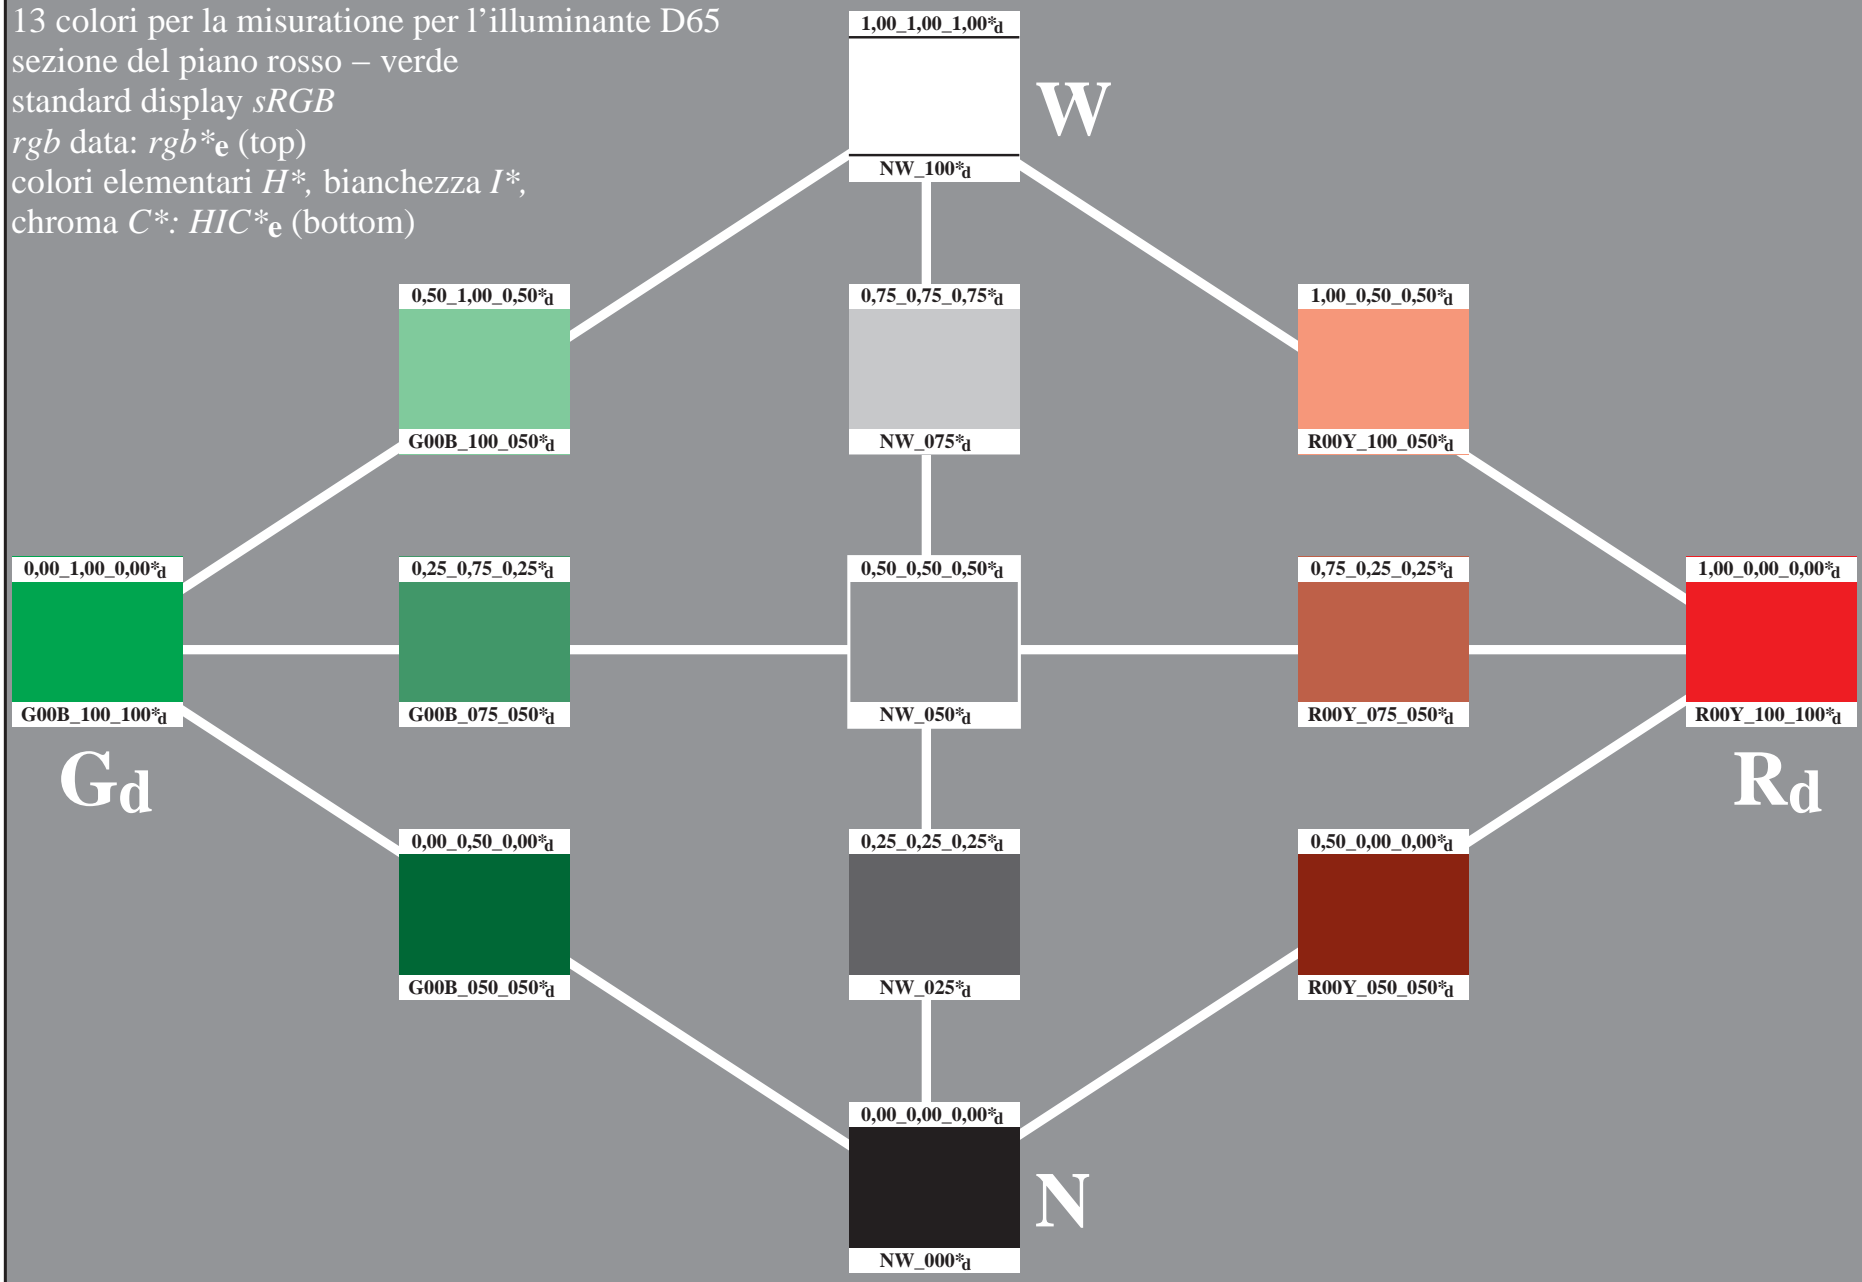 13 colori per la misuratione per l’illuminante D65
sezione del piano rosso – verde
standard display sRGB
rgb data: rgb*e (top)
colori elementari H*, bianchezza I*,
chroma C*: HIC*e (bottom)
1,00_1,00_1,00*d
W
NW_100*d
0,50_1,00_0,50*d
0,75_0,75_0,75*d
1,00_0,50_0,50*d
G00B_100_050*d
NW_075*d
R00Y_100_050*d
0,00_1,00_0,00*d
0,25_0,75_0,25*d
0,50_0,50_0,50*d
0,75_0,25_0,25*d
1,00_0,00_0,00*d
G00B_100_100*d
G00B_075_050*d
NW_050*d
R00Y_075_050*d
R00Y_100_100*d
Gd
Rd
0,00_0,50_0,00*d
0,25_0,25_0,25*d
0,50_0,00_0,00*d
G00B_050_050*d
NW_025*d
R00Y_050_050*d
0,00_0,00_0,00*d
N
NW_000*d